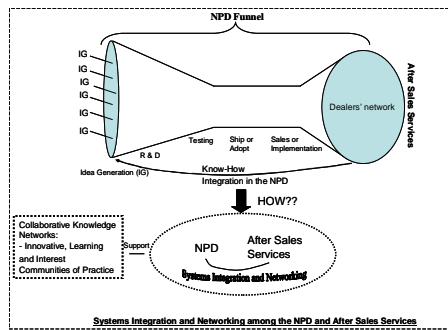 NPD Funnel
IG
IG
IG
IG
IG
IG
After Sales Services
Dealers' network
Testing
Ship or
Adopt
Sales or
Implementation
R & D
Idea Generation (IG)
Know-How
Integration in the NPD
HOW??
Collaborative Knowledge
Networks:
- Innovative, Learning
and Interest
Communities of Practice
Support
NPD
After Sales
Services
Systems Integration and Networking
Systems Integration and Networking among the NPD and After Sales Services